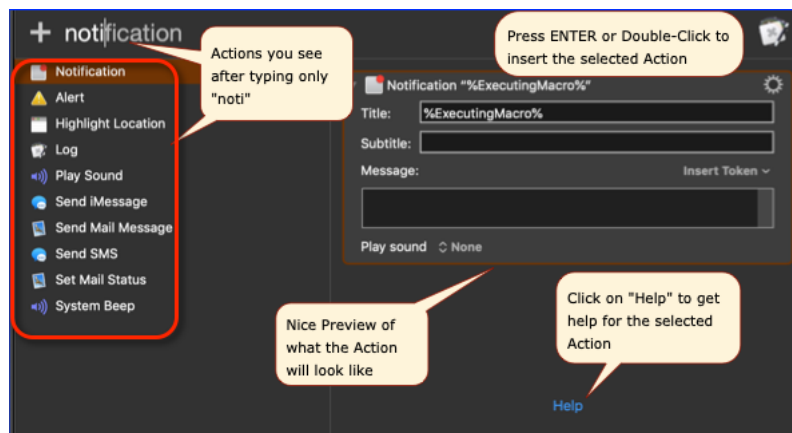 + notification
Actions you see
after typing only
"noti"
Press ENTER or Double-Click to
insert the selected Action
Notification
Alert
Highlight Location
Log
Play Sound
Send iMessage
Send Mail Message
Send SMS
Set Mail Status
System Beep
Notification “%ExecutingMacro%”
Title: %ExecutingMacro%
Subtitle:
Message: Insert Token
Play sound None
Nice Preview of
what the Action
will look like
Click on "Help" to get
help for the selected
Action
Help